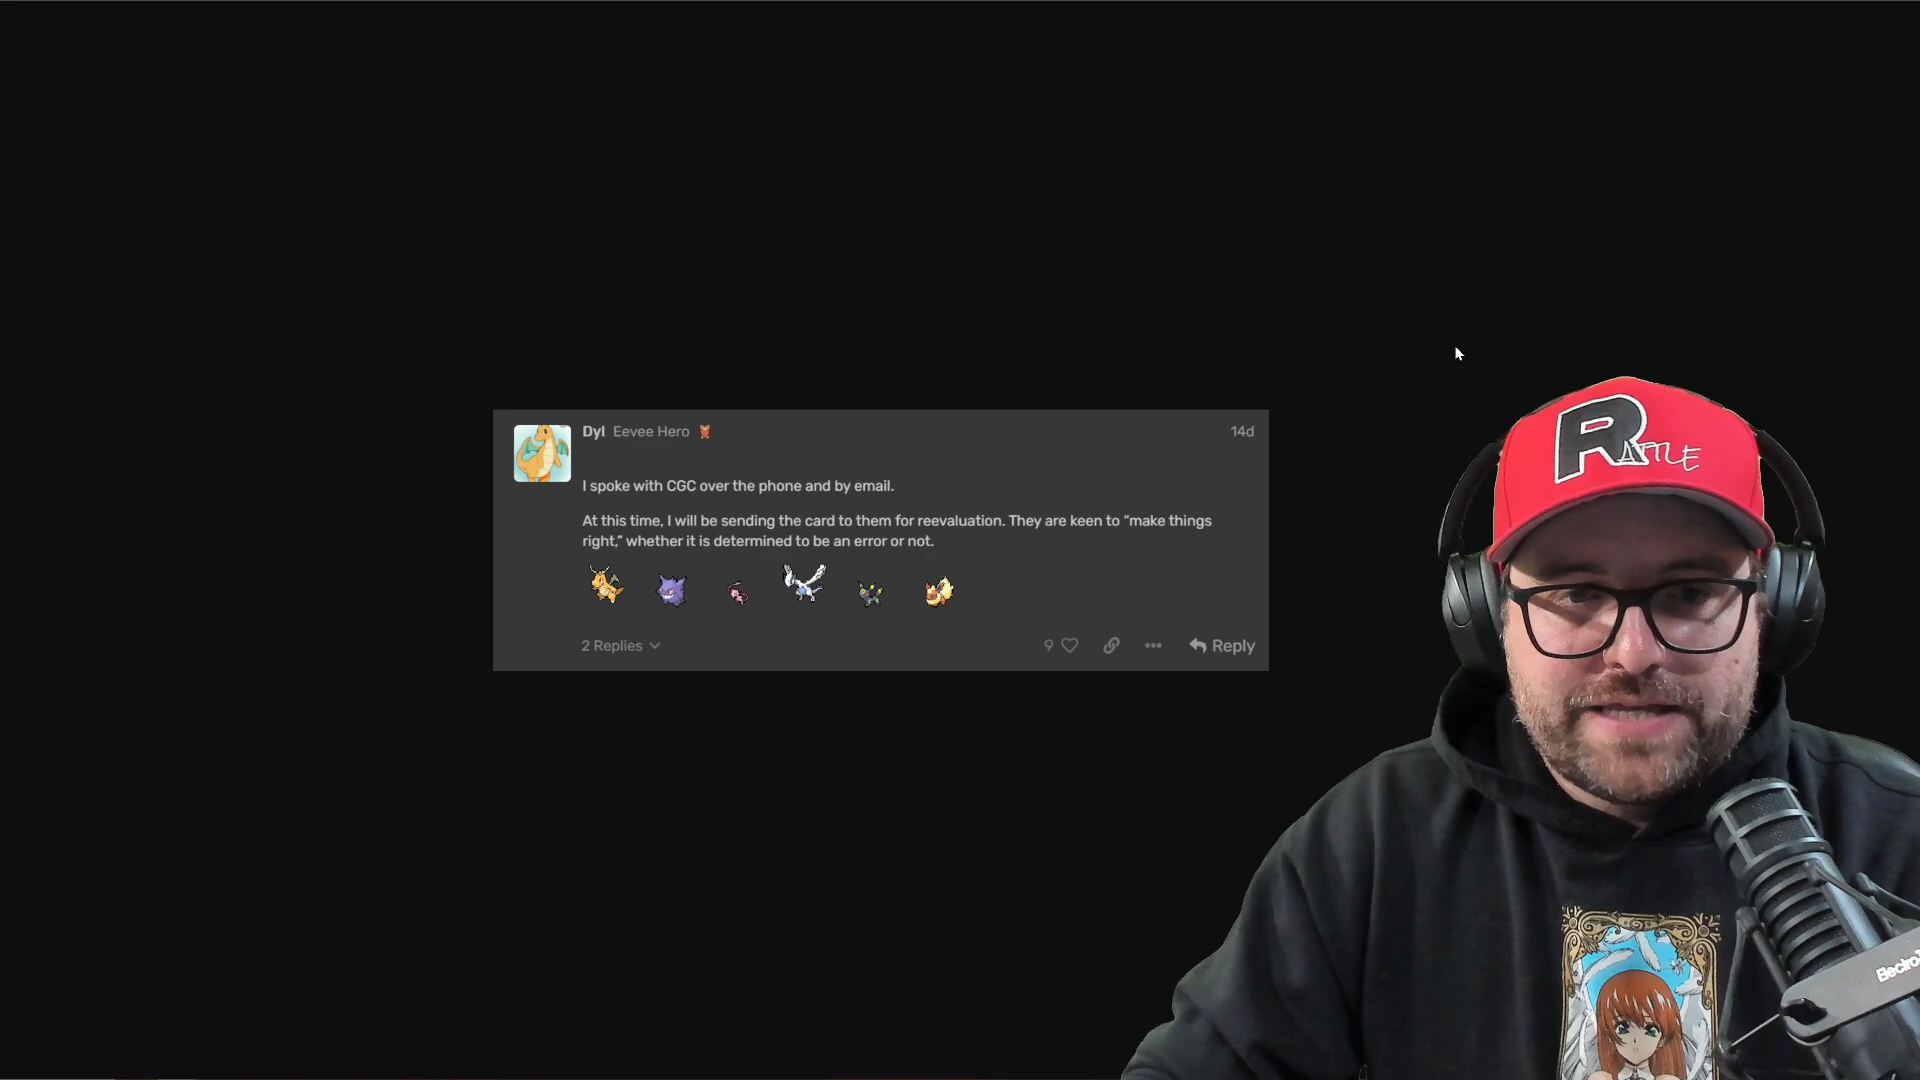 Dyl Eevee Hero
14d
I spoke with CGC over the phone and by email.
At this time, I will be sending the card to them for reevaluation. They are keen to “make things
right,” whether it is determined to be an error or not.
2 Replies
9
Reply
RATTLE